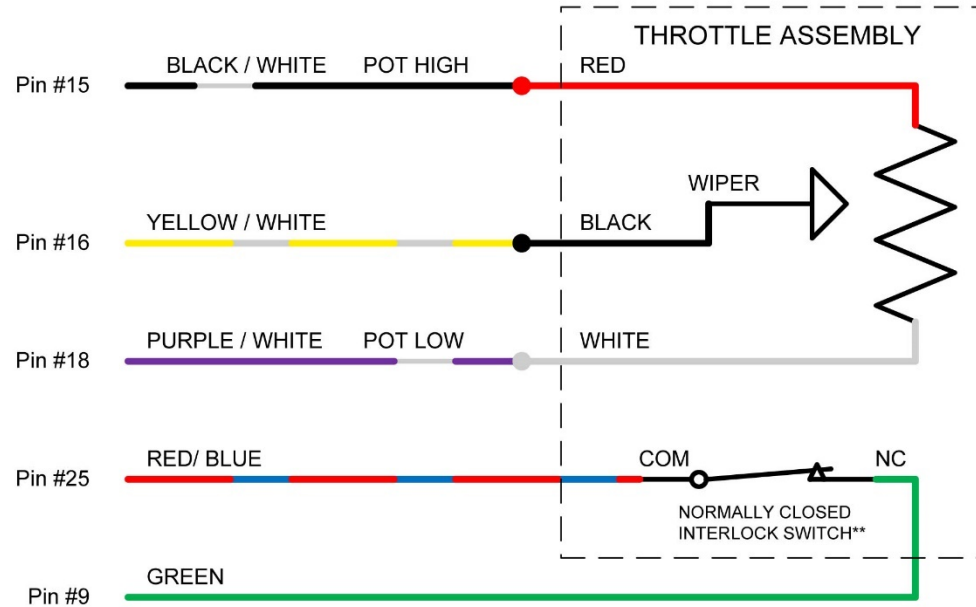 THROTTLE ASSEMBLY
Pin #15 BLACK / WHITE POT HIGH RED
WIPER
Pin #16 YELLOW / WHITE BLACK
Pin #18 PURPLE / WHITE POT LOW WHITE
Pin #25 RED/ BLUE COM NC
NORMALLY CLOSED
INTERLOCK SWITCH**
Pin #9 GREEN